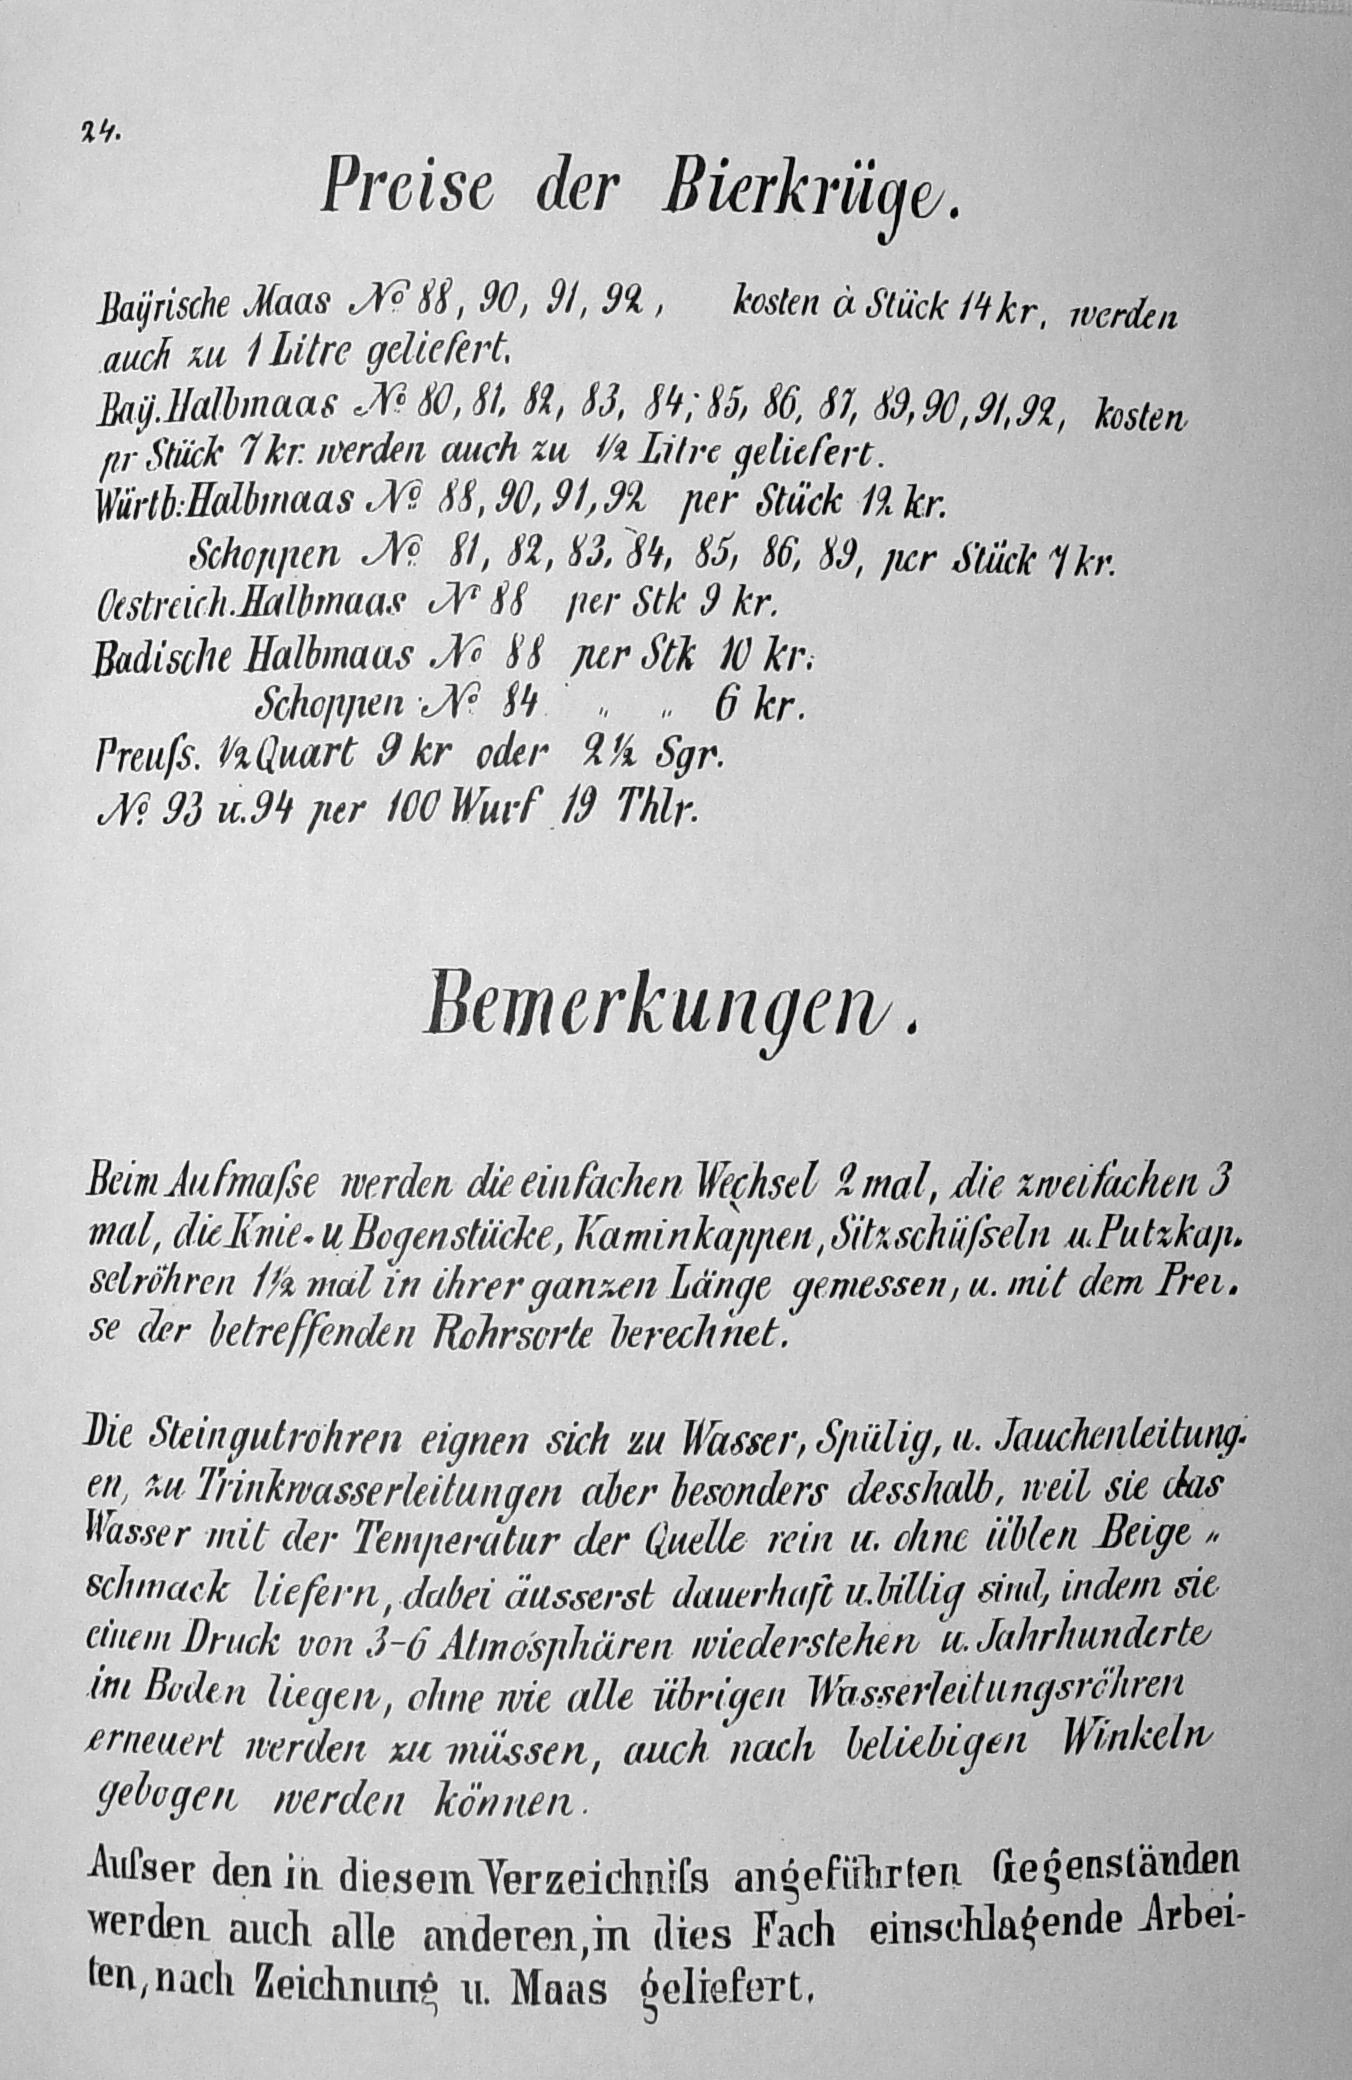 24.
Preise der Bierkrüge.
Baÿrische Maas No 88, 90, 91, 92, kosten à Stück 14 kr, werden
auch zu 1 Litre geliefert.
Baÿ. Halbmaas No 80, 81, 82, 83, 84, 85, 86, 87, 89, 90, 91, 92, kosten
pr Stück 7 kr. werden auch zu ½ Litre geliefert.
Würtb: Halbmaas No 88, 90, 91, 92 per Stück 12 kr.
Schoppen No 81, 82, 83, 84, 85, 86, 89, per Stück 7 kr.
Oestreich. Halbmaas No 88 per Stk 9 kr.
Badische Halbmaas No 88 per Stk 10 kr.
Schoppen No 84 " " 6 kr.
Preuſs. ½ Quart 9 kr oder 2½ Sgr.
No. 93 u. 94 per 100 Wurf 19 Thlr.
Bemerkungen.
Beim Aufmaſse werden die einfachen Wechsel 2 mal, die zweifachen 3
mal, die Knie- u Bogenstücke, Kaminkappen, Sitzschüſseln u. Putzkap-
selröhren 1½ mal in ihrer ganzen Länge gemessen, u. mit dem Prei-
se der betreffenden Rohrsorte berechnet.
Die Steingutröhren eignen sich zu Wasser, Spülig, u. Jauchenleitung-
en, zu Trinkwasserleitungen aber besonders desshalb, weil sie das
Wasser mit der Temperatur der Quelle rein u. ohne üblen Beige "
schmack liefern, dabei äusserst dauerhaft u. billig sind, indem sie
einem Druck von 3-6 Atmosphären wiederstehen u. Jahrhunderte
im Boden liegen, ohne wie alle übrigen Wasserleitungsröhren
erneuert werden zu müssen, auch nach beliebigen Winkeln
gebogen werden können.
Auſser den in diesem Verzeichniſs angeführten Gegenständen
werden auch alle anderen, in dies Fach einschlagende Arbei-
ten, nach Zeichnung u. Maas geliefert.